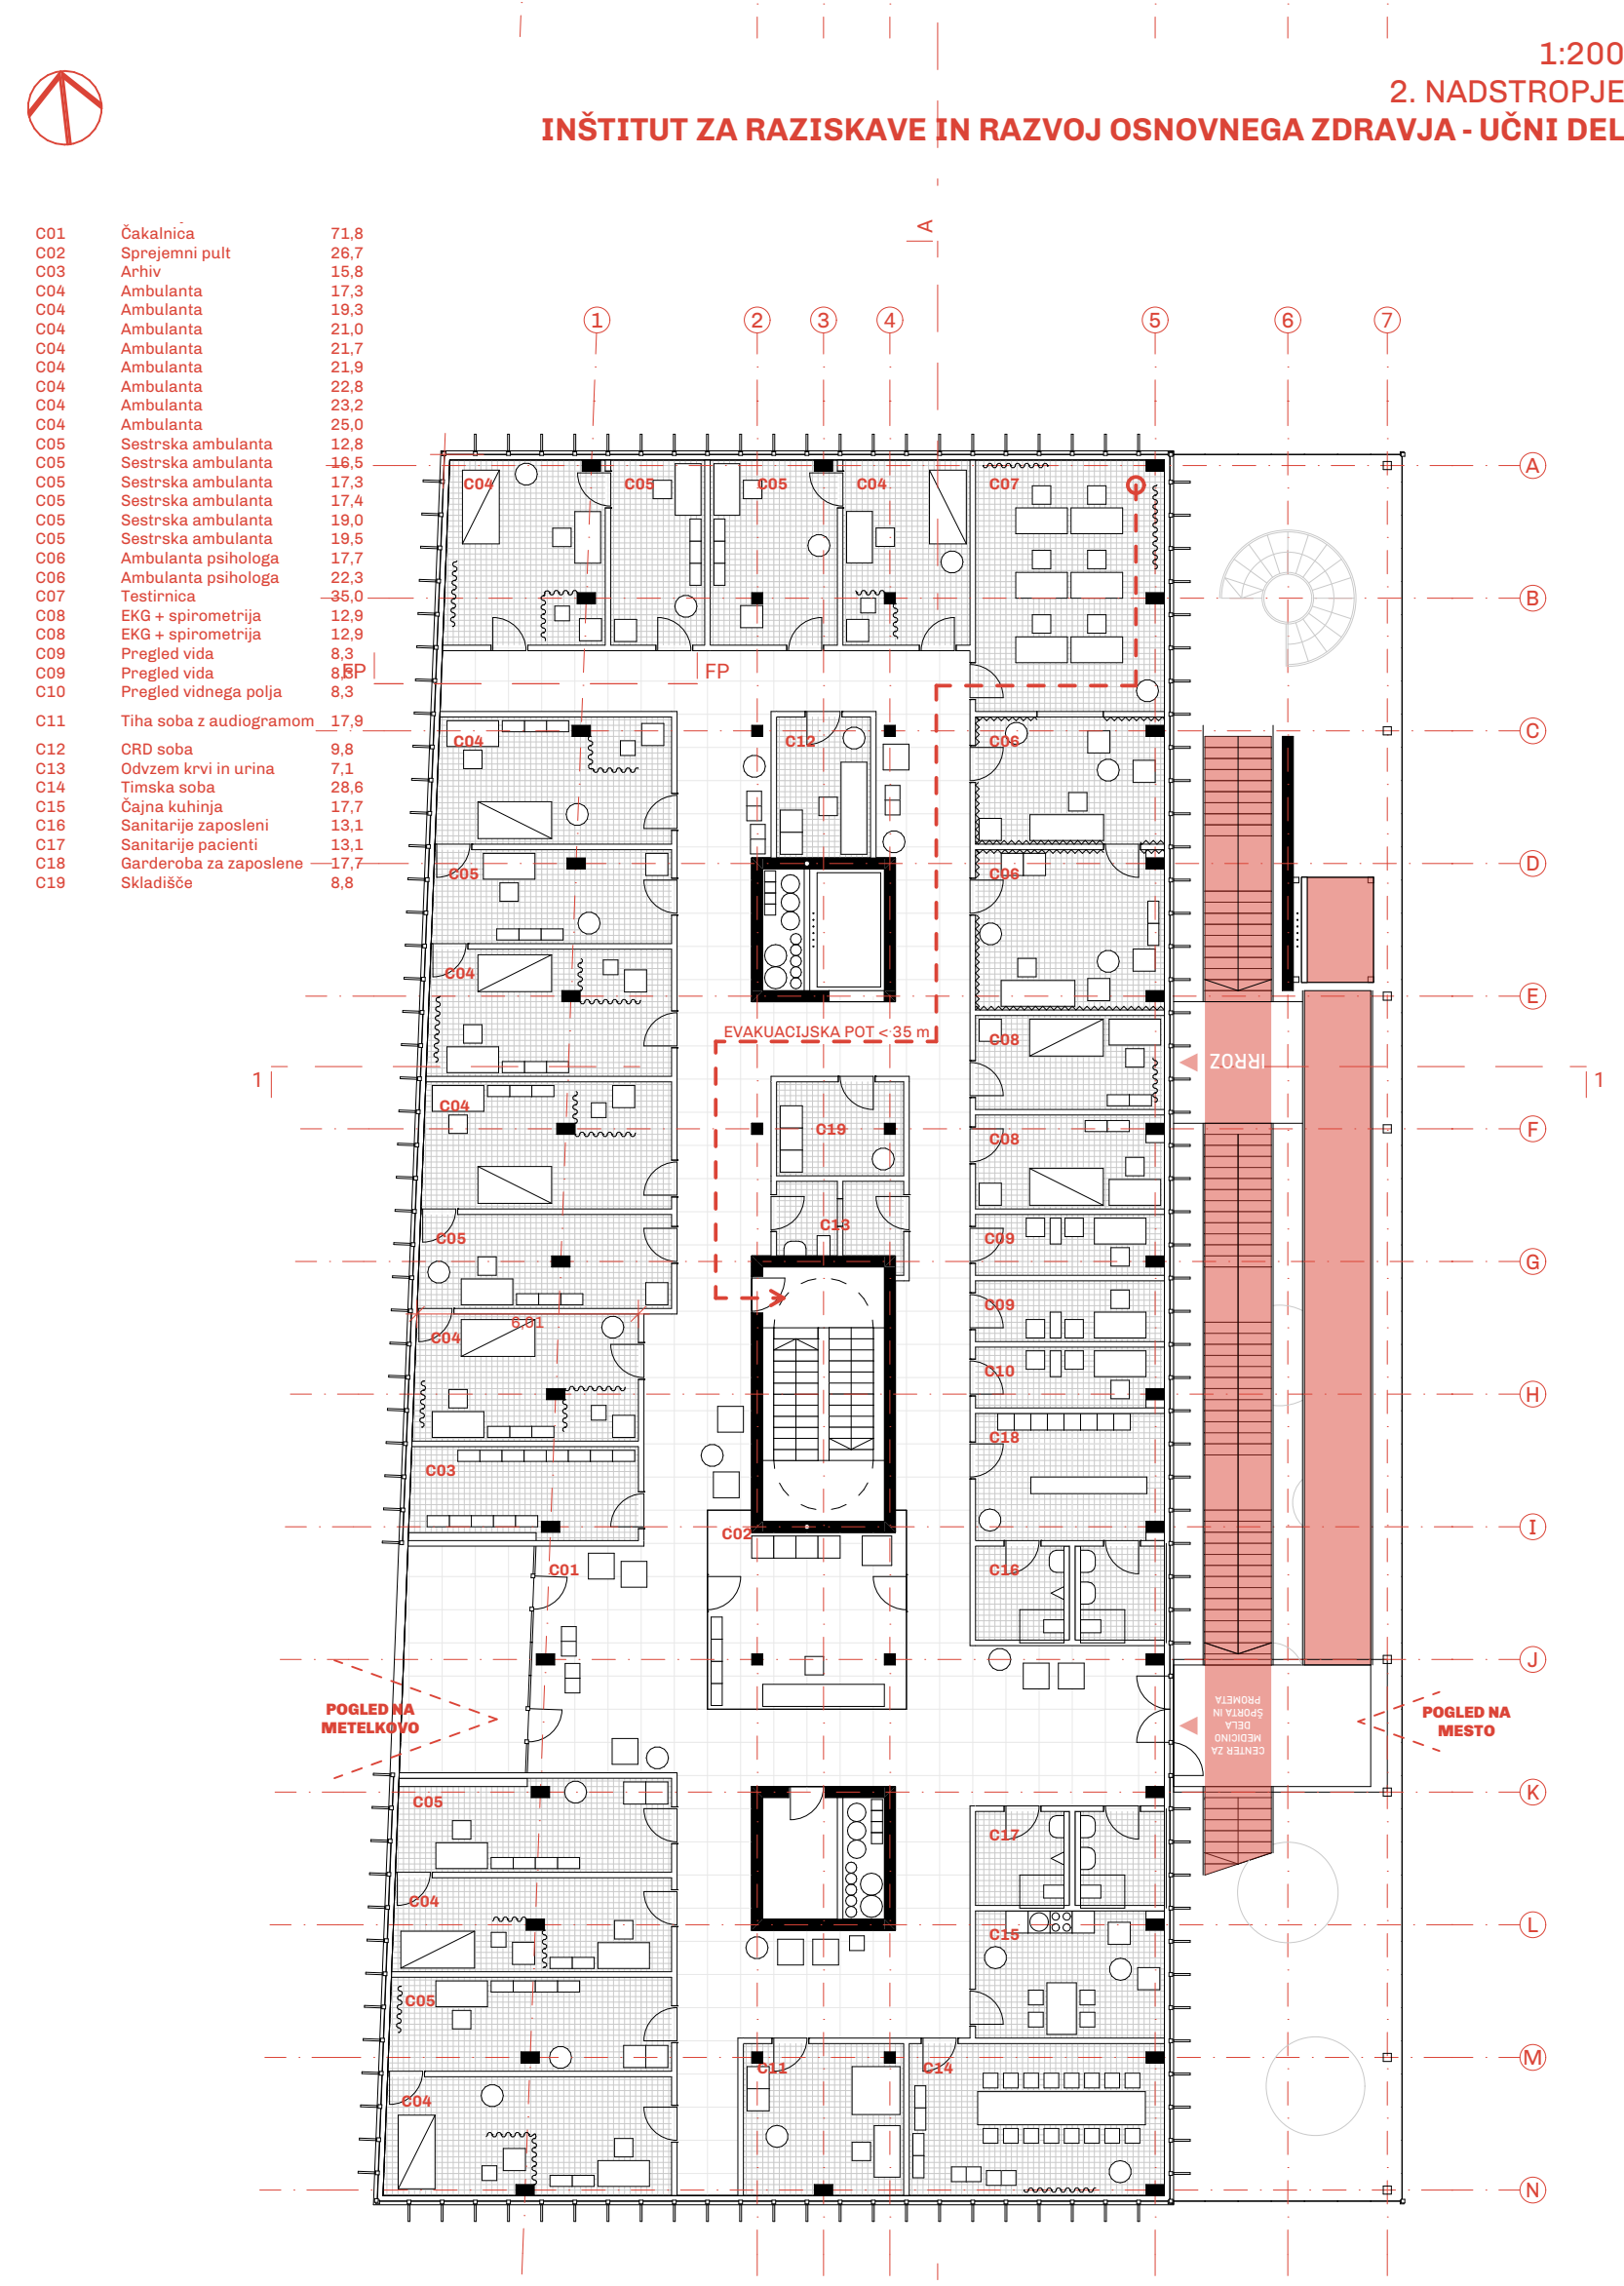 1:200
2. NADSTROPJE
INŠTITUT ZA RAZISKAVE IN RAZVOJ OSNOVNEGA ZDRAVJA - UČNI DEL
A
C01 Čakalnica 71,8
C02 Sprejemni pult 26,7
C03 Arhiv 15,8
C04 Ambulanta 17,3
C04 Ambulanta 19,3
C04 Ambulanta 21,0
C04 Ambulanta 21,7
C04 Ambulanta 21,9
C04 Ambulanta 22,8
C04 Ambulanta 23,2
C04 Ambulanta 25,0
C05 Sestrska ambulanta 12,8
C05 Sestrska ambulanta 16,5
C05 Sestrska ambulanta 17,3
C05 Sestrska ambulanta 17,4
C05 Sestrska ambulanta 19,0
C05 Sestrska ambulanta 19,5
C06 Ambulanta psihologa 17,7
C06 Ambulanta psihologa 22,3
C07 Testirnica 35,0
C08 EKG + spirometrija 12,9
C08 EKG + spirometrija 12,9
C09 Pregled vida 8,3
C09 Pregled vida 8,3
C10 Pregled vidnega polja 8,3
C11 Tiha soba z audiogramom 17,9
C12 CRD soba 9,8
C13 Odvzem krvi in urina 7,1
C14 Timska soba 28,6
C15 Čajna kuhinja 17,7
C16 Sanitarije zaposleni 13,1
C17 Sanitarije pacienti 13,1
C18 Garderoba za zaposlene 17,7
C19 Skladišče 8,8
1 2 3 4 5 6 7
A
C04 C05 C05 C04 C07
B
FP FP
C
C04 C12 C06
D
C05 C06
C04
E
EVAKUACIJSKA POT < 35 m
C08
IRROZ
1 1
C04
C19
F
C08
C13
C05 C09
G
C09
6.01
C04
C10
H
C18
C03
I
C02
C01 C16
J
POGLED NA
METELKOVO
CENTER ZA
MEDICINO
DELA
ŠPORTA IN
PROMETA
POGLED NA
MESTO
K
C05
C17
C04
L
C15
C05
M
C11 C14
C04
N